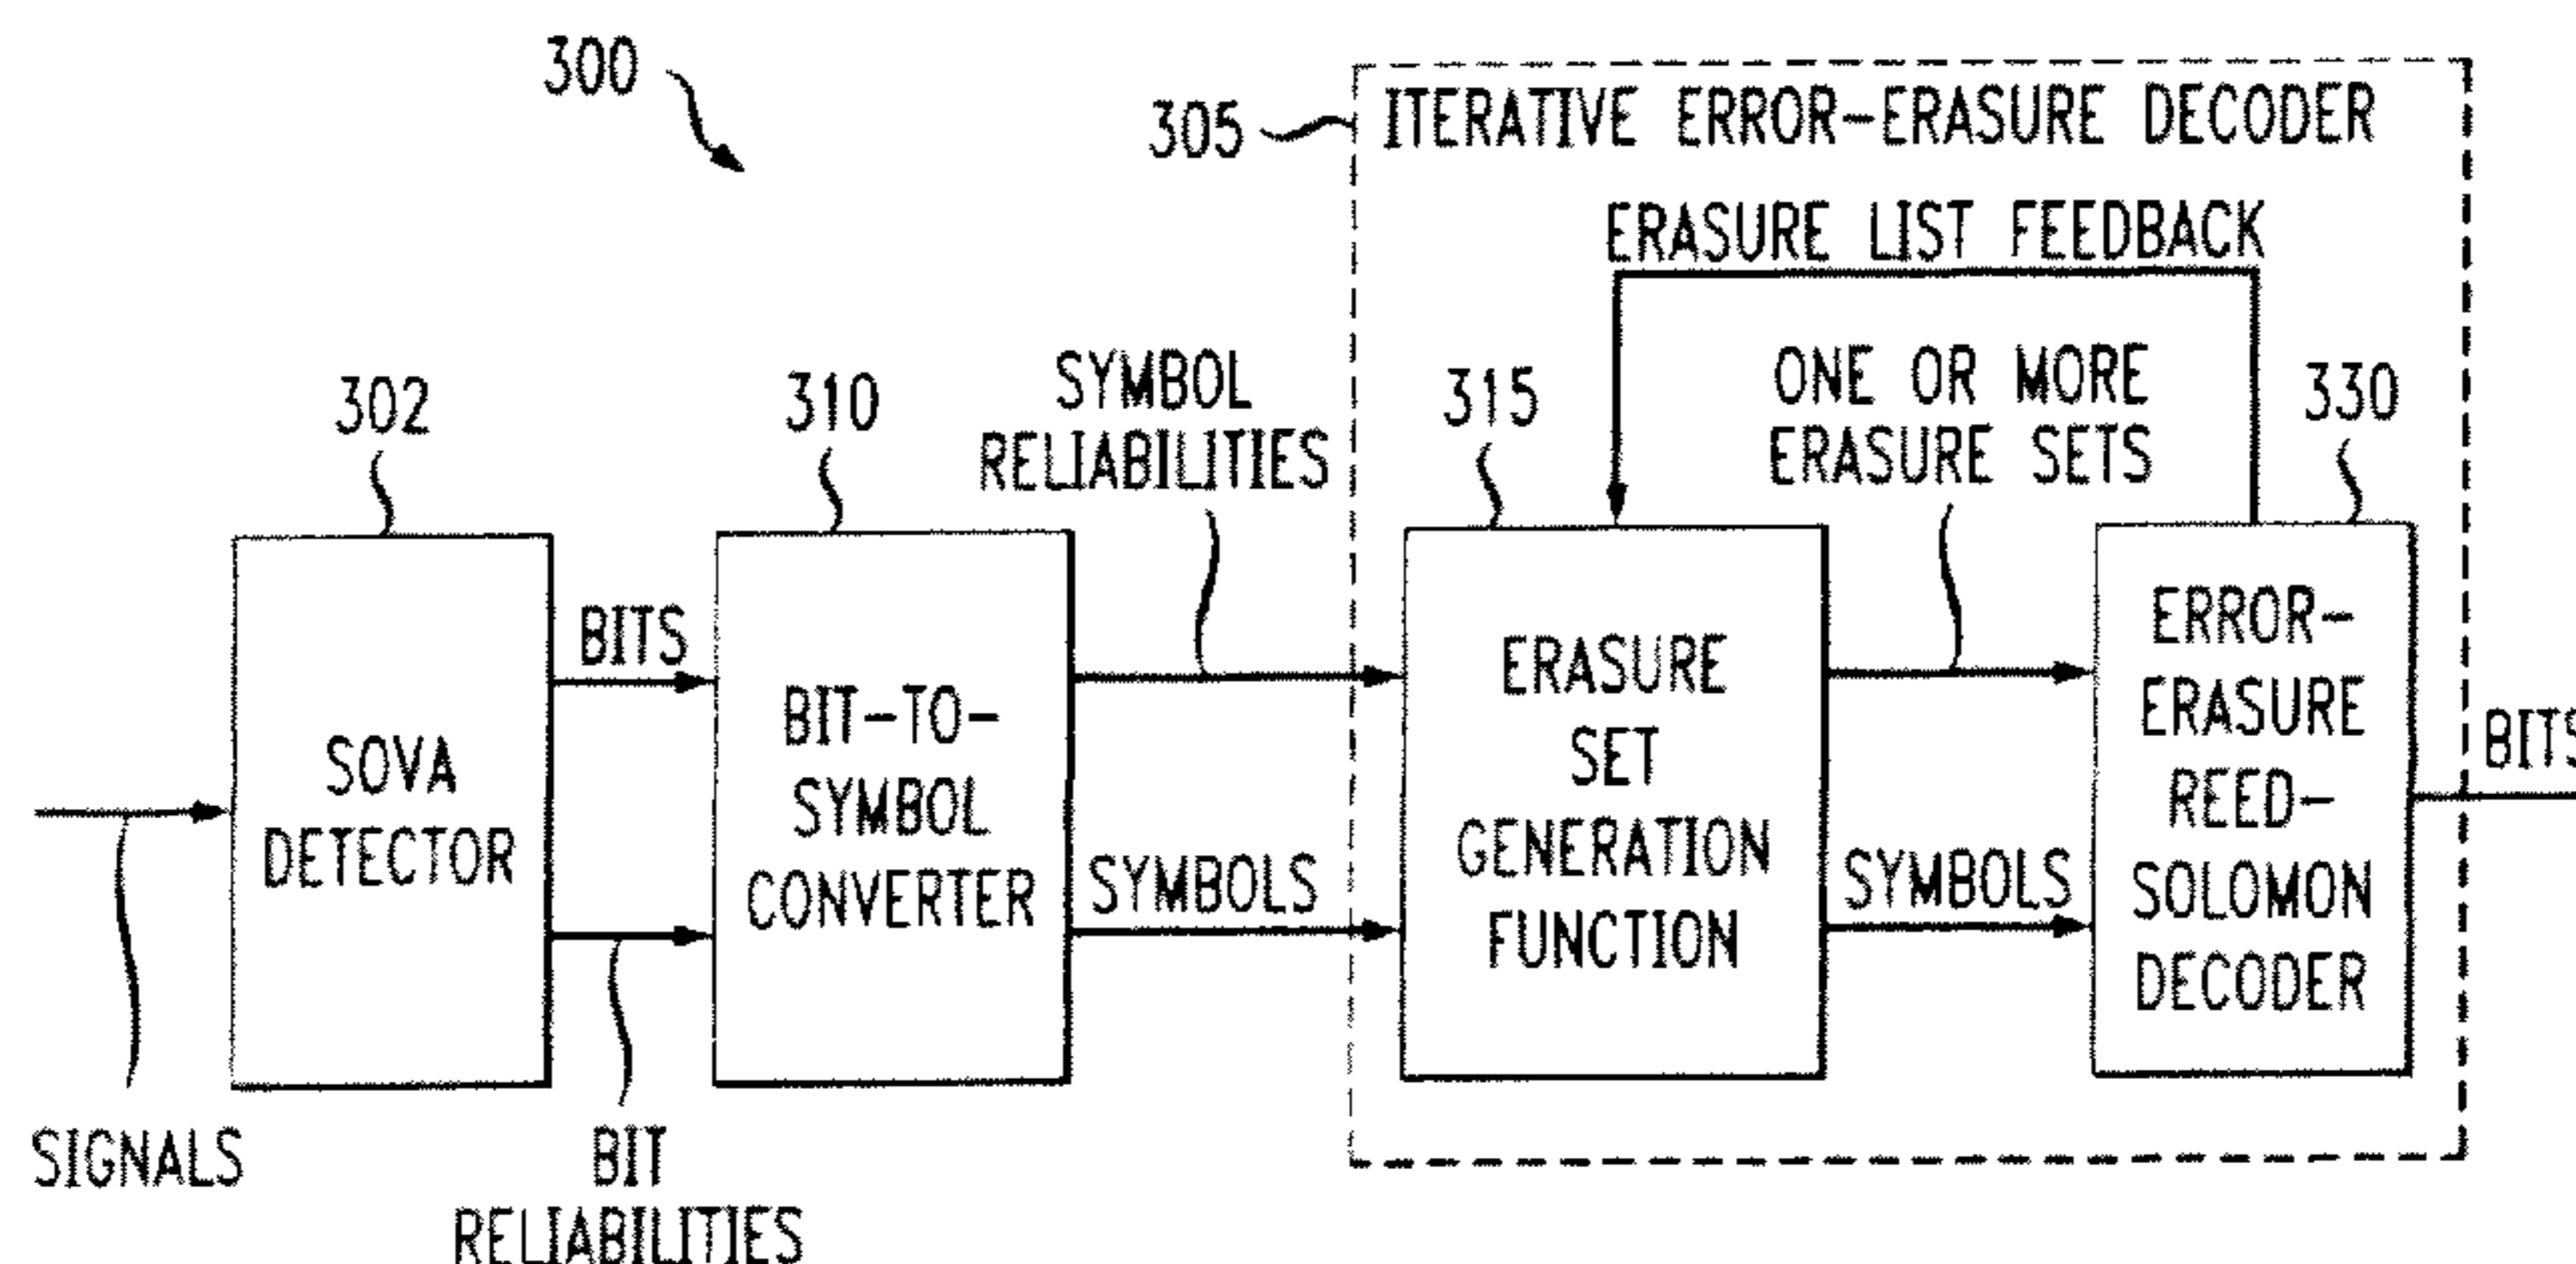 300
305
ITERATIVE ERROR-ERASURE DECODER
ERASURE LIST FEEDBACK
302
310
SYMBOL
RELIABILITIES
315
ONE OR MORE
ERASURE SETS
330
SOVA
DETECTOR
BITS
BIT-TO-
SYMBOL
CONVERTER
SYMBOLS
ERASURE
SET
GENERATION
FUNCTION
SYMBOLS
ERROR-
ERASURE
REED-
SOLOMON
DECODER
BITS
SIGNALS
BIT
RELIABILITIES